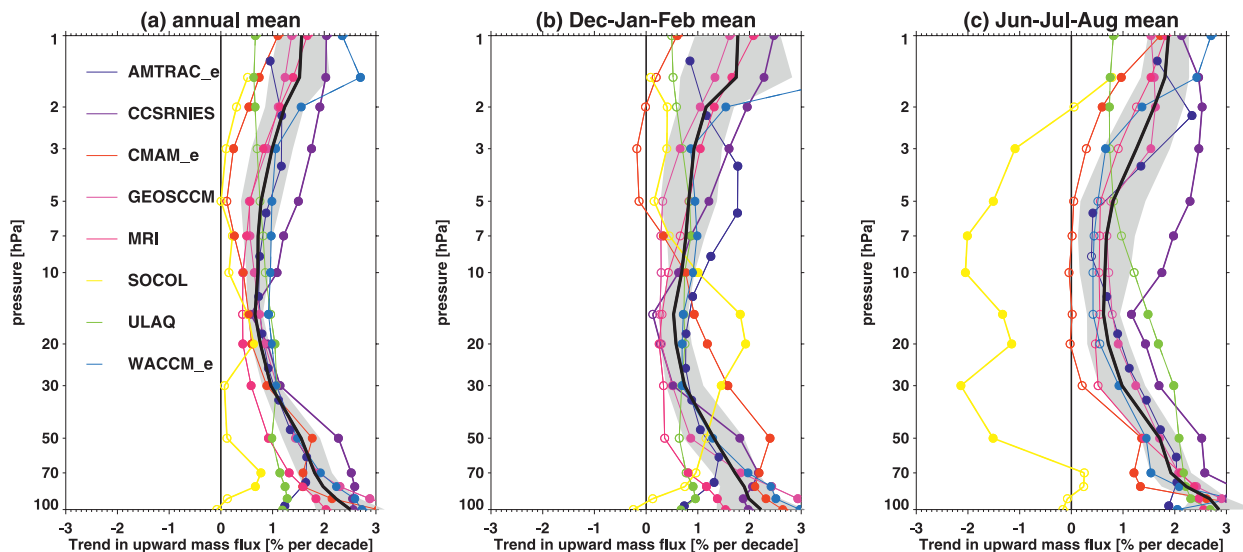 (a) annual mean
(b) Dec-Jan-Feb mean
(c) Jun-Jul-Aug mean
1
2
3
5
7
10
20
30
50
70
100
pressure [hPa]
AMTRAC_e
CCSRNIES
CMAM_e
GEOSCCM
MRI
SOCOL
ULAQ
WACCM_e
-3 -2 -1 0 1 2 3
Trend in upward mass flux [% per decade]
1
2
3
5
7
10
20
30
50
70
100
pressure [hPa]
-3 -2 -1 0 1 2 3
Trend in upward mass flux [% per decade]
1
2
3
5
7
10
20
30
50
70
100
pressure [hPa]
-3 -2 -1 0 1 2 3
Trend in upward mass flux [% per decade]